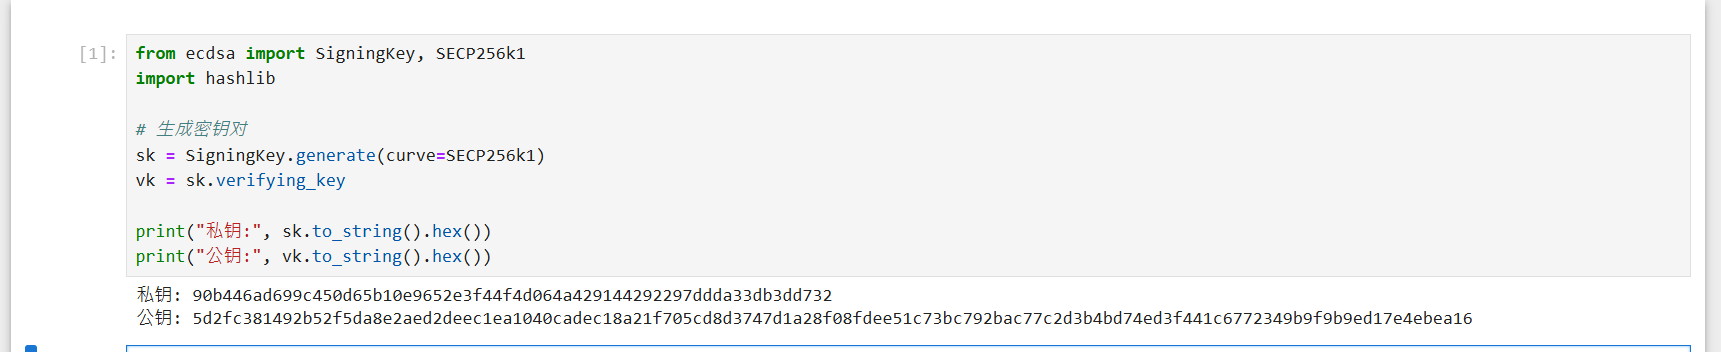 [1]:
from ecdsa import SigningKey, SECP256k1
import hashlib
# 生成密钥对
sk = SigningKey.generate(curve=SECP256k1)
vk = sk.verifying_key
print("私钥:", sk.to_string().hex())
print("公钥:", vk.to_string().hex())
私钥: 90b446ad699c450d65b10e9652e3f44f4d064a429144292297ddda33db3dd732
公钥: 5d2fc381492b52f5da8e2aed2deec1ea1040cadec18a21f705cd8d3747d1a28f08fdee51c73bc792bac77c2d3b4bd74ed3f441c6772349b9f9b9ed17e4ebea16